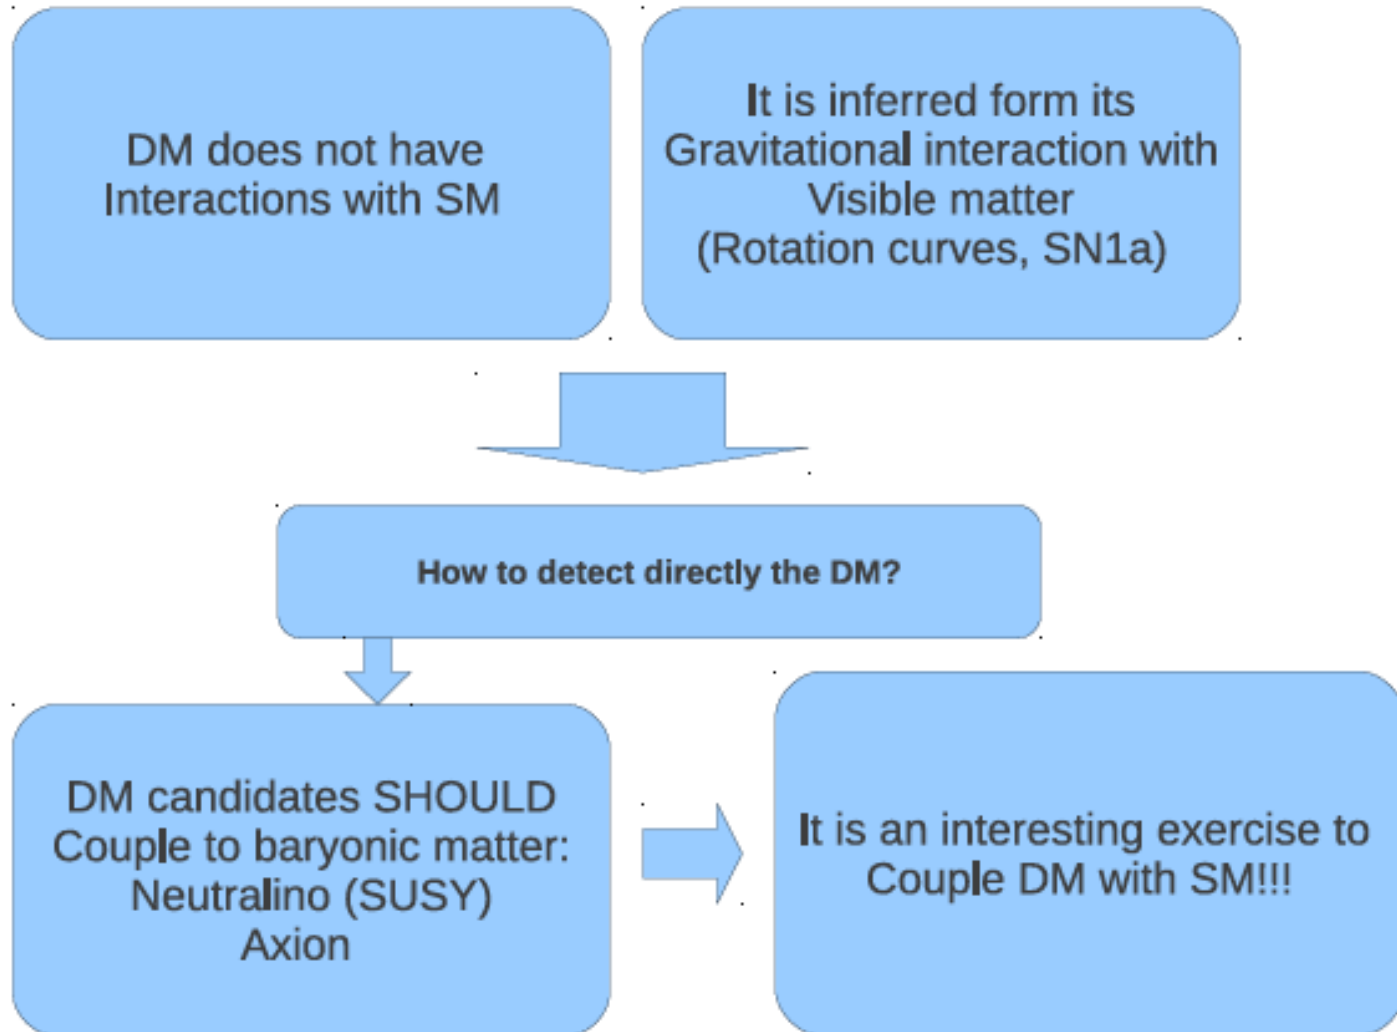 DM does not have
Interactions with SM
It is inferred form its
Gravitational interaction with
Visible matter
(Rotation curves, SN1a)
How to detect directly the DM?
DM candidates SHOULD
Couple to baryonic matter:
Neutralino (SUSY)
Axion
It is an interesting exercise to
Couple DM with SM!!!